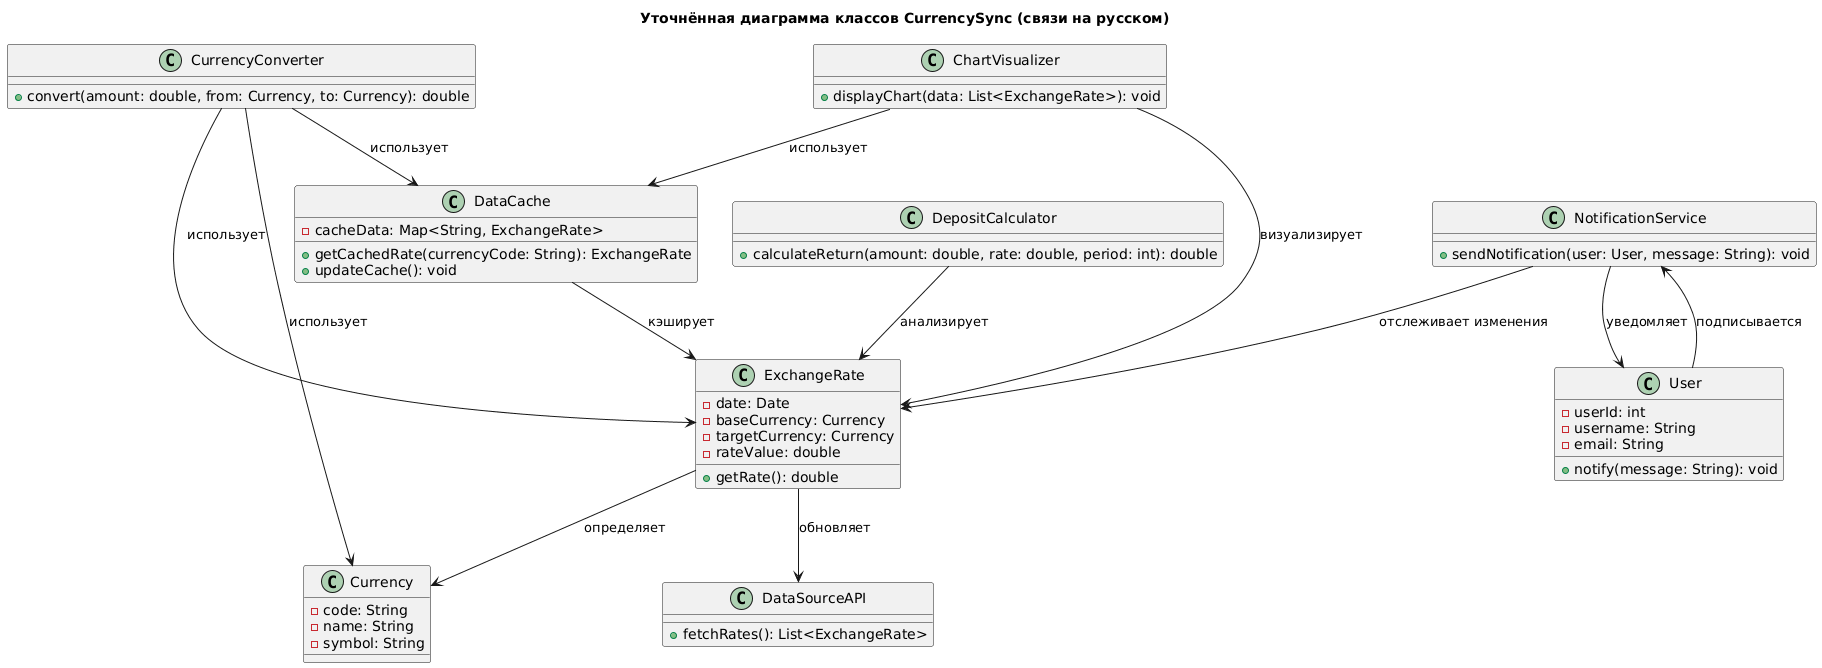 Уточнённая диаграмма классов CurrencySync (связи на русском)
C CurrencyConverter
convert(amount: double, from: Currency, to: Currency): double
C ChartVisualizer
displayChart(data: List<ExchangeRate>): void
использует
использует
C DataCache
cacheData: Map<String, ExchangeRate>
getCachedRate(currencyCode: String): ExchangeRate
updateCache(): void
C DepositCalculator
calculateReturn(amount: double, rate: double, period: int): double
C NotificationService
sendNotification(user: User, message: String): void
использует
визуализирует
использует
кэширует
анализирует
отслеживает изменения
уведомляет
подписывается
C ExchangeRate
date: Date
baseCurrency: Currency
targetCurrency: Currency
rateValue: double
getRate(): double
C User
userId: int
username: String
email: String
notify(message: String): void
определяет
обновляет
C Currency
code: String
name: String
symbol: String
C DataSourceAPI
fetchRates(): List<ExchangeRate>